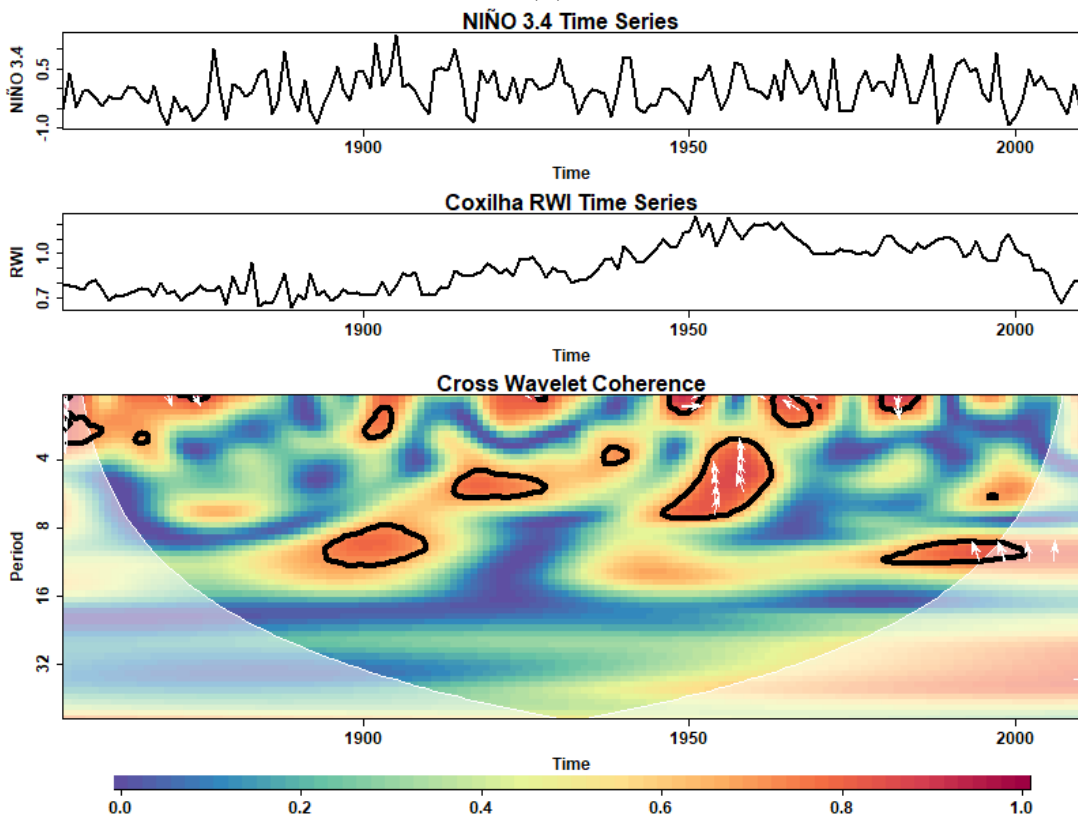 NIÑO 3.4 Time Series
NIÑO 3.4
0.5
-1.0
1900 1950 2000
Time
Coxilha RWI Time Series
RWI
1.0
0.7
1900 1950 2000
Time
Cross Wavelet Coherence
Period
4
8
16
32
1900 1950 2000
Time
0.0 0.2 0.4 0.6 0.8 1.0